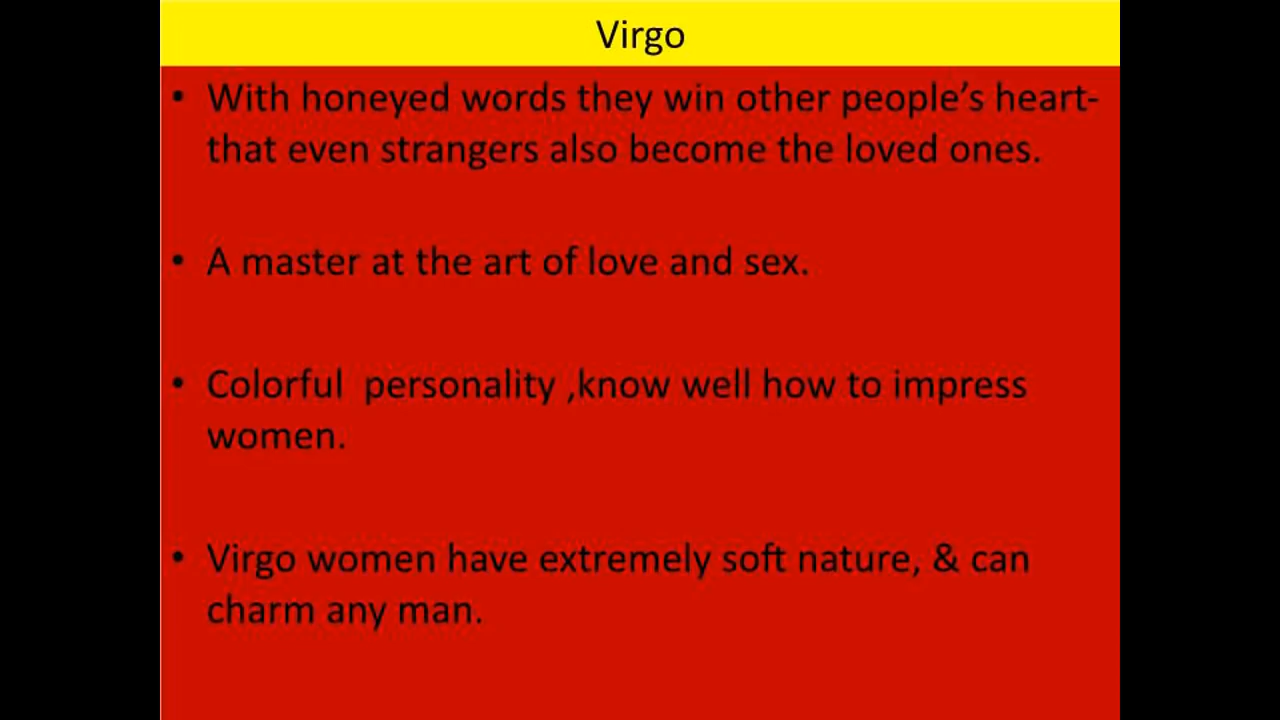 Virgo
• With honeyed words they win other people’s heart-
that even strangers also become the loved ones.
• A master at the art of love and sex.
• Colorful  personality ,know well how to impress
women.
• Virgo women have extremely soft nature, & can
charm any man.